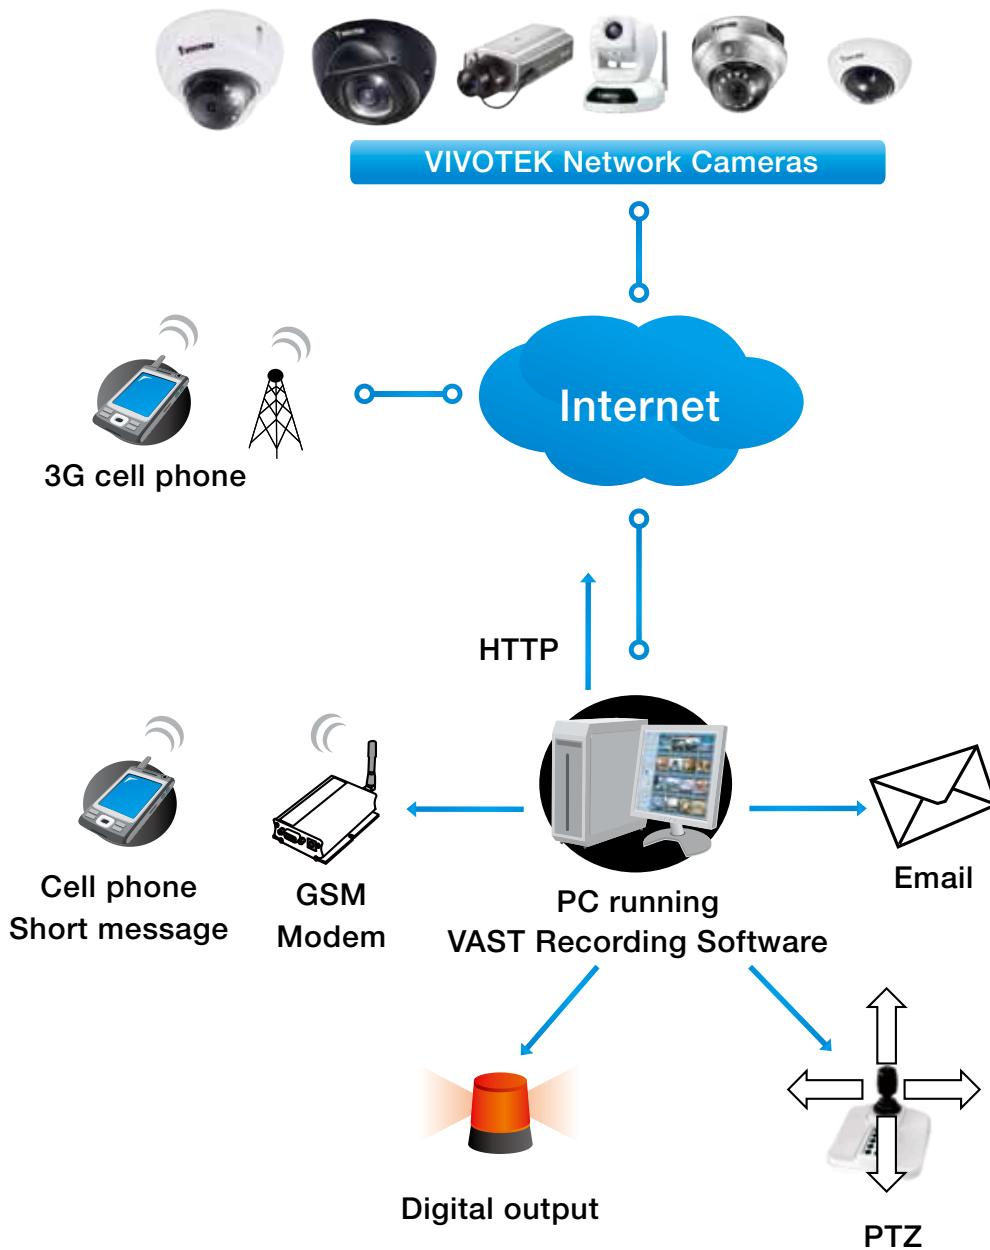 VIVOTEK Network Cameras
Internet
3G cell phone
HTTP
Cell phone
Short message
GSM
Modem
PC running
VAST Recording Software
Email
Digital output
PTZ